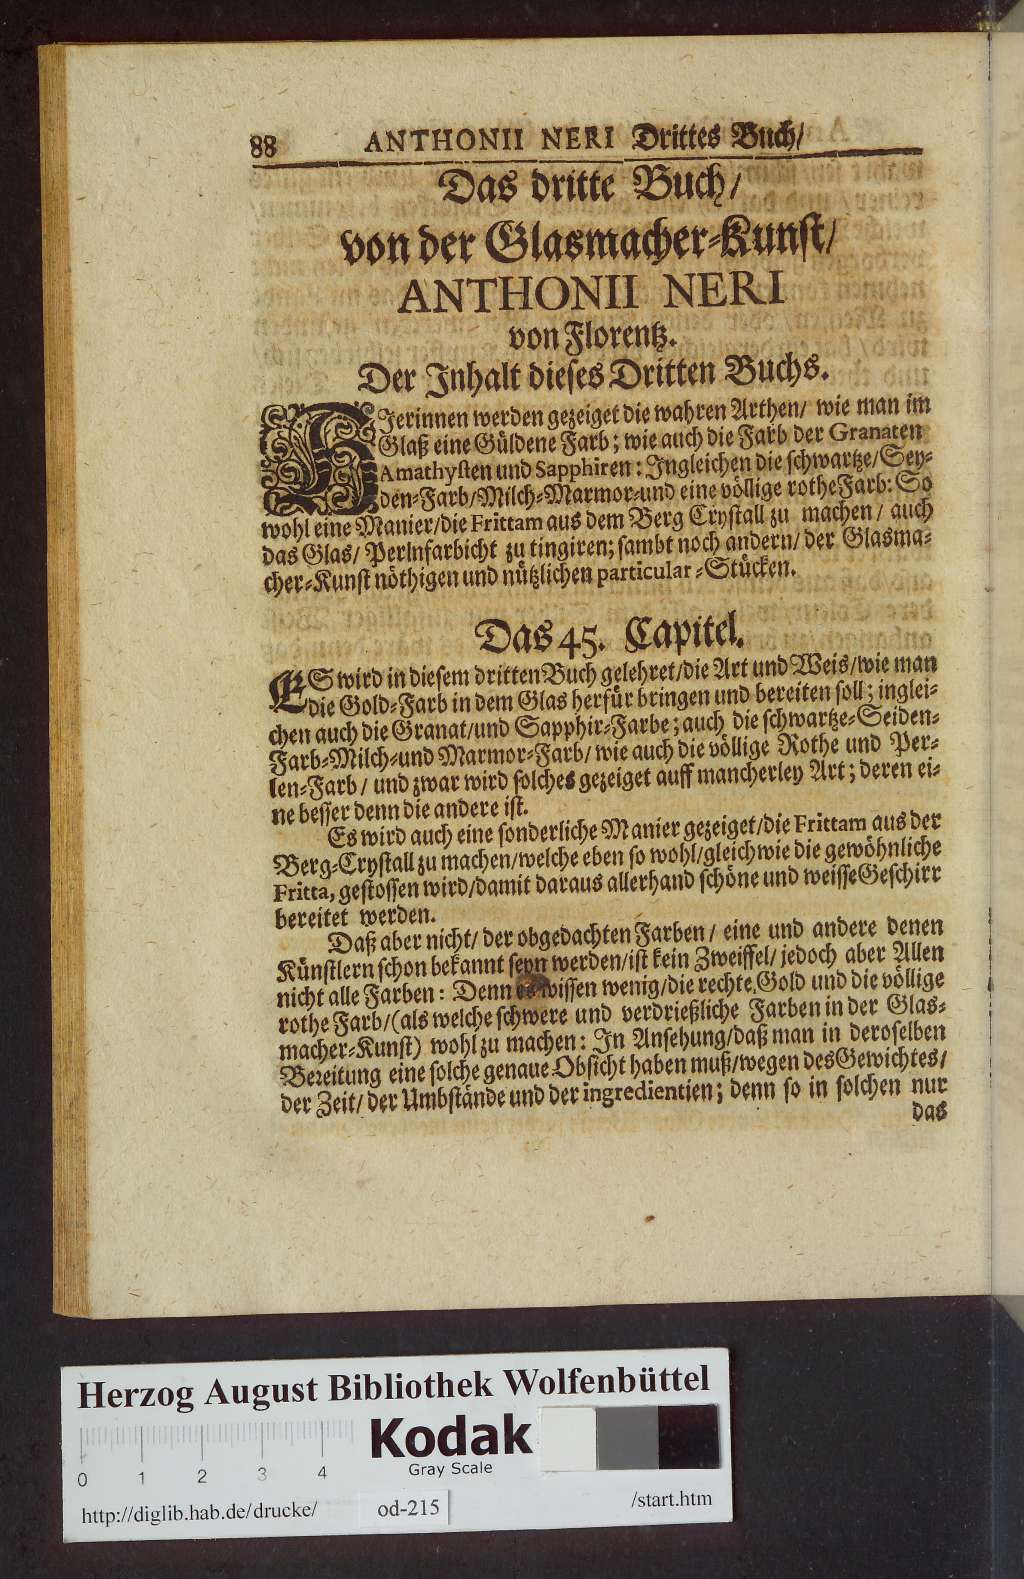 88 ANTHONII NERI Drittes Buch/
Das dritte Buch/
von der Glasmacher-Kunst/
ANTHONII NERI
von Florentz.
Der Inhalt dieses Dritten Buchs.
HJerinnen werden gezeiget die wahren Arthen/ wie man im
Glaß eine Güldene Farb; wie auch die Farb der Granaten
Amathysten und Sapphiren: Ingleichen die schwartze/Sey-
den-Farb/Milch-Marmor-und eine völlige rothe Farb: So
wohl eine Manier/die Frittam aus dem Berg Crystall zu machen/ auch
das Glas/ Perlnfarbicht zu tingiren; sambt noch andern/ der Glasma-
cher-Kunst nöthigen und nützlichen particular-Stücken.
Das 45. Capitel.
ES wird in diesem dritten Buch gelehret/die Art und Weis/wie man
die Gold-Farb in dem Glas herfür bringen und bereiten soll; inglei-
chen auch die Granat/und Sapphir-Farbe; auch die schwartze-Seiden-
Farb-Milch-und Marmor-Farb/ wie auch die völlige Rothe und Per-
len-Farb/ und zwar wird solches gezeiget auff mancherley Art; deren ei-
ne besser denn die andere ist.
Es wird auch eine sonderliche Manier gezeiget/die Frittam aus der
Berg-Crystall zu machen/welche eben so wohl/gleichwie die gewöhnliche
Fritta, gestossen wird/damit daraus allerhand schöne und weisse Geschirr
bereitet werden.
Daß aber nicht/ der obgedachten Farben/ eine und andere denen
Künstlern schon bekannt seyn werden/ist kein Zweiffel/ jedoch aber Allen
nicht alle Farben: Denn es wissen wenig/die rechte Gold und die völlige
rothe Farb/(als welche schwere und verdrießliche Farben in der Glas-
macher-Kunst) wohl zu machen: In Ansehung/daß man in deroselben
Bereitung eine solche genaue Obsicht haben muß/wegen des Gewichtes/
der Zeit/ der Umbstände und der ingredientien; denn so in solchen nur
das
Herzog August Bibliothek Wolfenbüttel
Kodak
Gray Scale
0 1 2 3 4
http://diglib.hab.de/drucke/ od-215 /start.htm